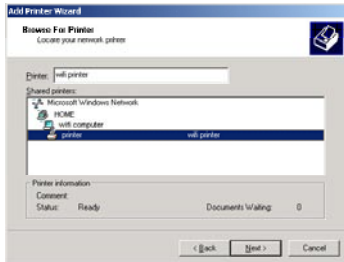 Add Printer Wizard
Browse For Printer
Locate your network printer
Printer: wifi printer
Shared printers:
Microsoft Windows Network
HOME
wifi computer
printer wifi printer
Printer information
Comment:
Status: Ready Documents Waiting: 0
< Back Next > Cancel